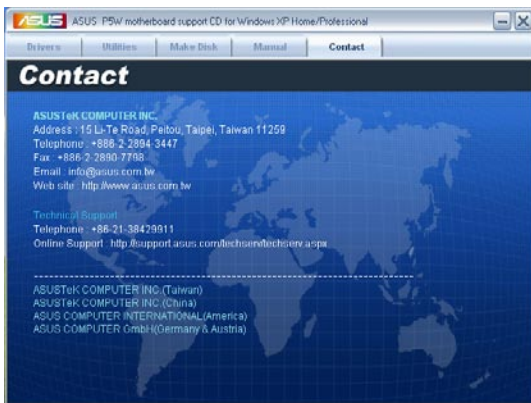 ASUS ASUS P5W motherboard support CD for Windows XP Home/Professional
Drivers Utilities Make Disk Manual Contact
Contact
ASUSTeK COMPUTER INC.
Address : 15 Li-Te Road, Peitou, Taipei, Taiwan 11259
Telephone : +886-2-2894-3447
Fax : +886-2-2890-7798
Email : info@asus.com.tw
Web site : http://www.asus.com.tw
Technical Support
Telephone : +86-21-38429911
Online Support : http://support.asus.com/techserv/techserv.aspx
ASUSTeK COMPUTER INC.(Taiwan)
ASUSTeK COMPUTER INC.(China)
ASUS COMPUTER INTERNATIONAL(America)
ASUS COMPUTER GmbH(Germany & Austria)